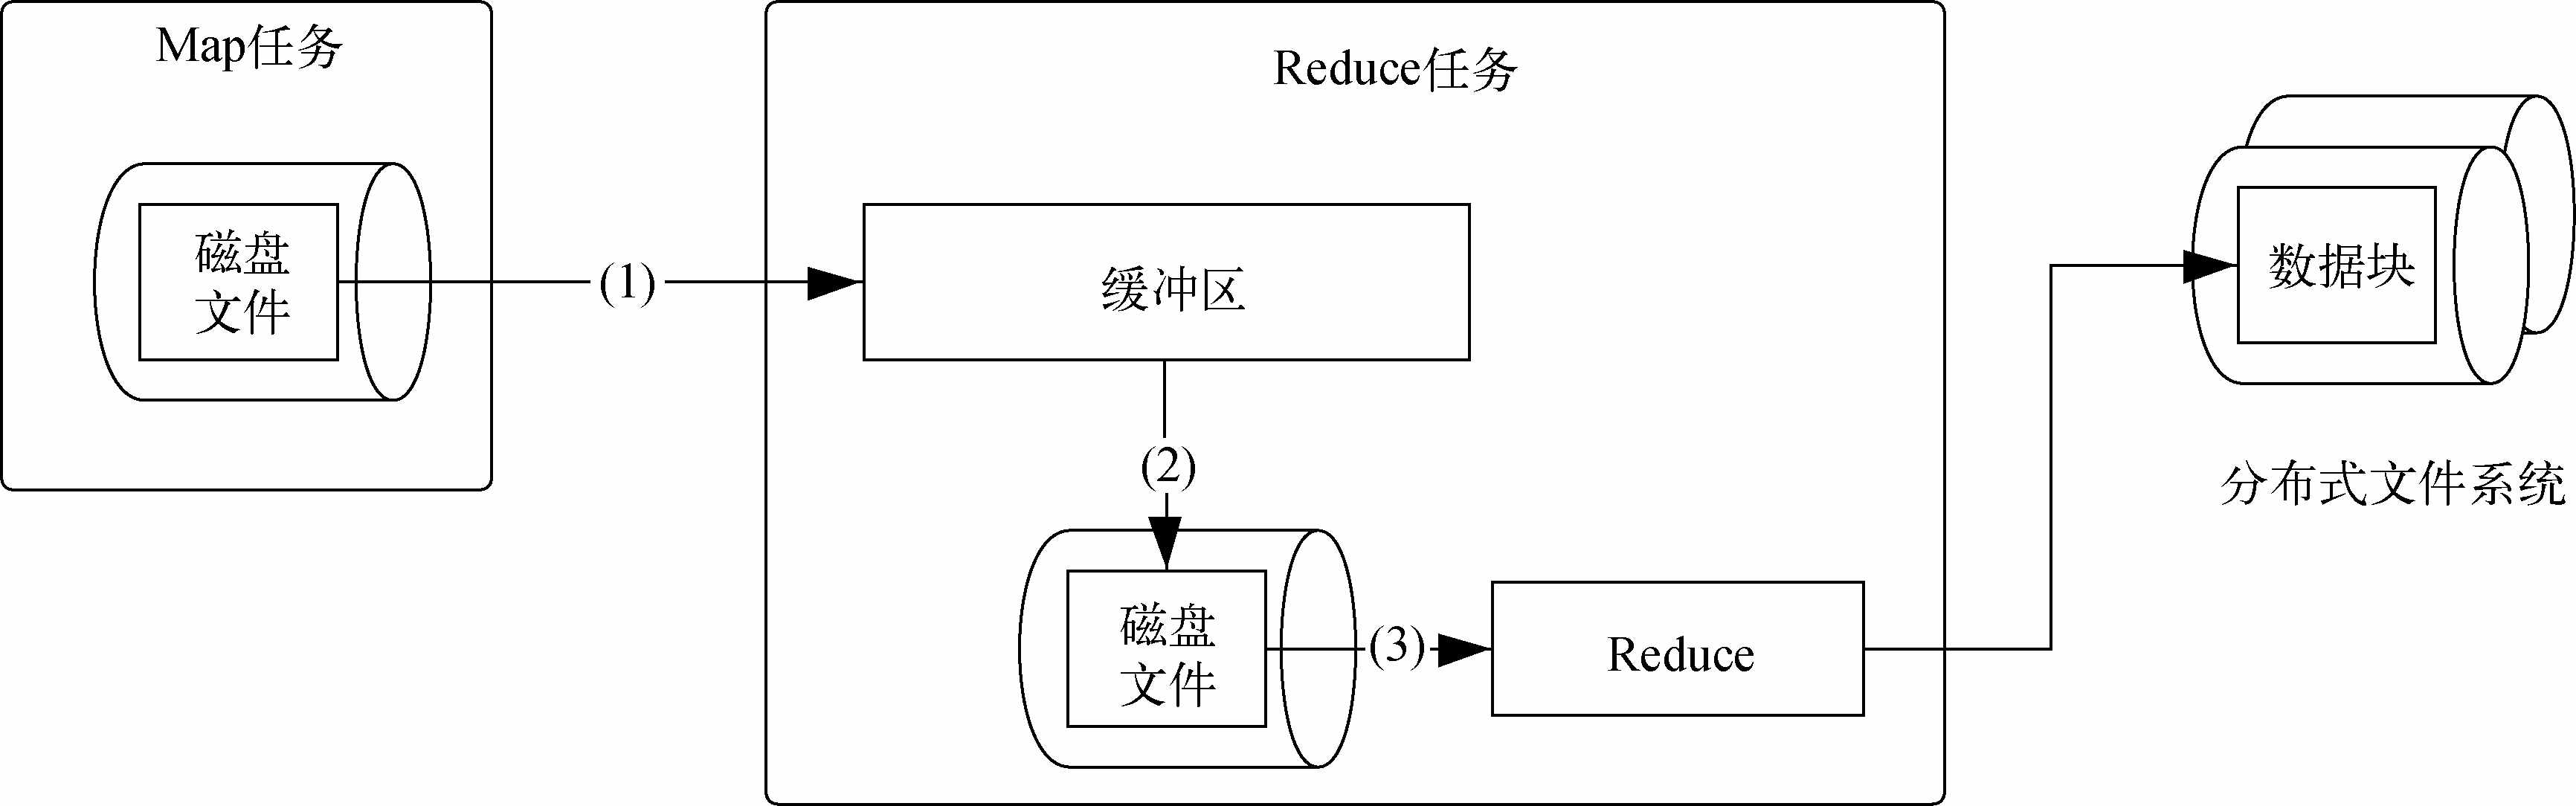 Map任务
Reduce任务
磁盘
文件
(1)
缓冲区
数据块
(2)
分布式文件系统
磁盘
文件
(3)
Reduce